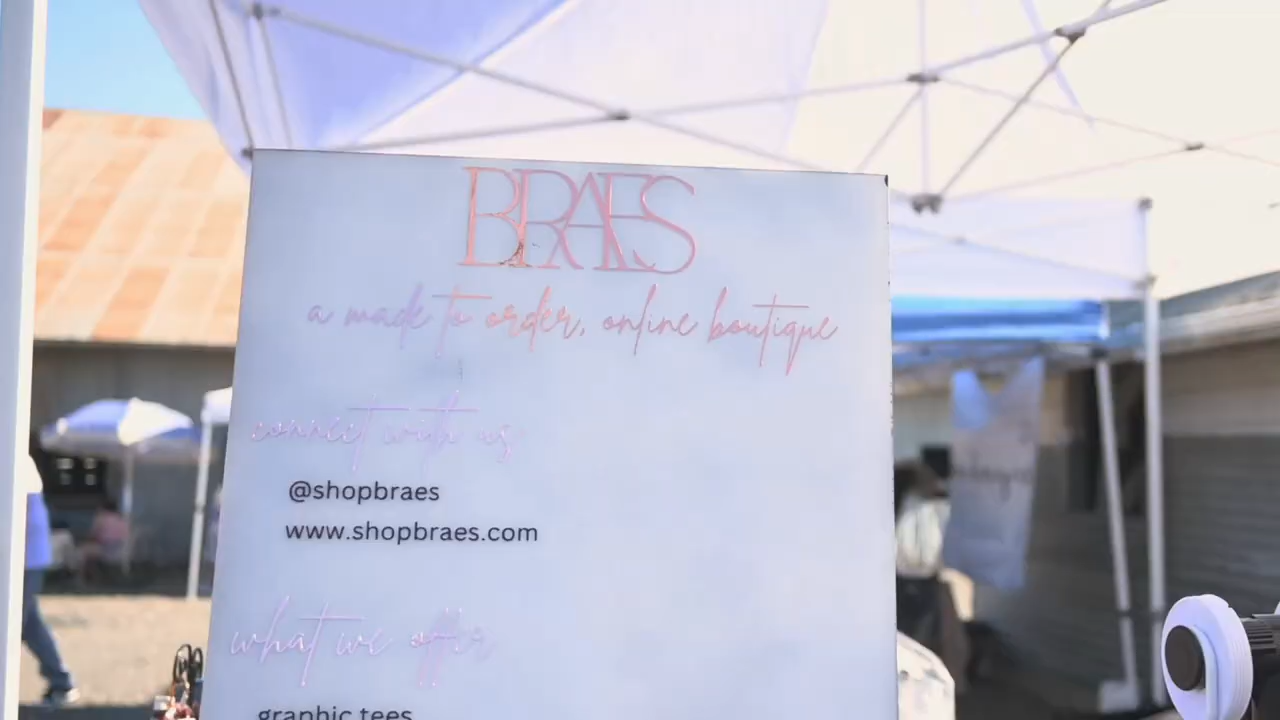 BRAES
a made to order, online boutique
connect with us
@shopbraes
www.shopbraes.com
what we offer
graphic tees